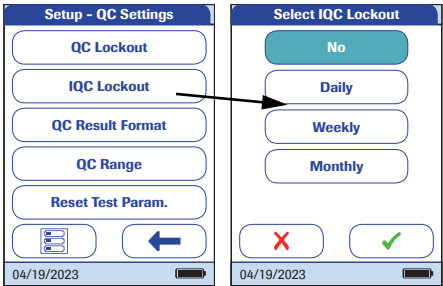 Setup - QC Settings
QC Lockout
IQC Lockout
QC Result Format
QC Range
Reset Test Param.
04/19/2023
Select IQC Lockout
No
Daily
Weekly
Monthly
04/19/2023